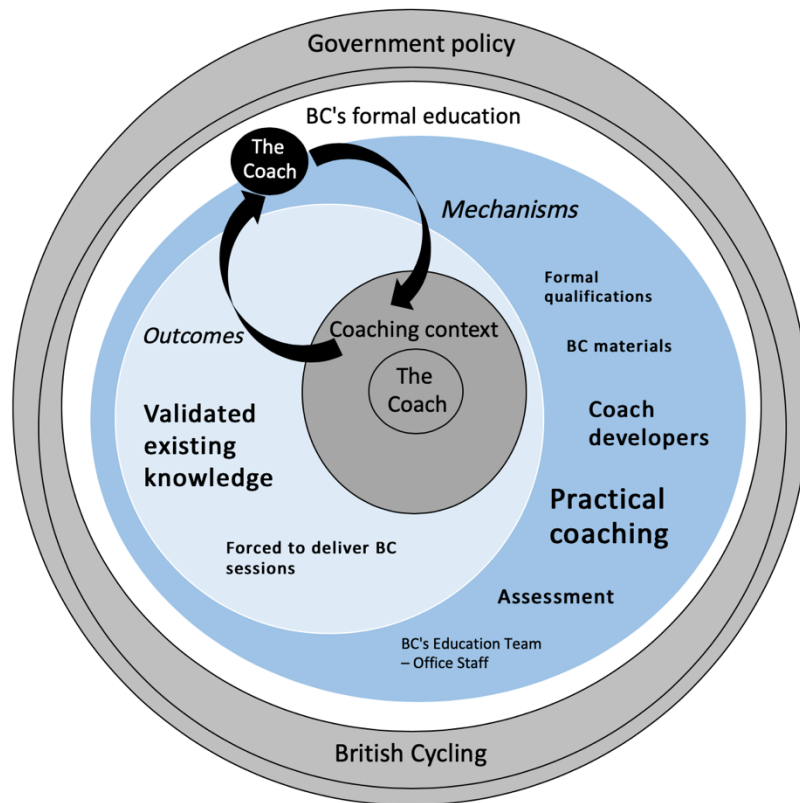 Government policy
BC's formal education
The
Coach
Mechanisms
Formal
qualifications
Outcomes
Coaching context
BC materials
The
Coach
Validated
existing
knowledge
Coach
developers
Practical
coaching
Forced to deliver BC
sessions
Assessment
BC's Education Team
– Office Staff
British Cycling